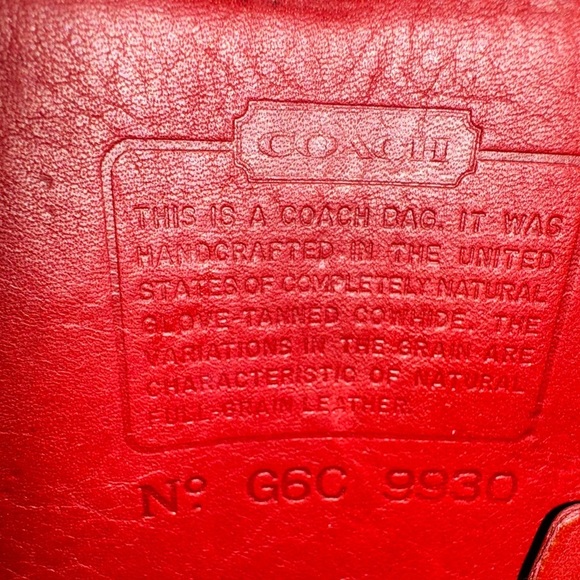 COACH
THIS IS A COACH BAG. IT WAS
HANDCRAFTED IN THE UNITED
STATES OF COMPLETELY NATURAL
GLOVE-TANNED COWHIDE. THE
VARIATIONS IN THE GRAIN ARE
CHARACTERISTIC OF NATURAL
FULL-GRAIN LEATHER.
Nº G6C 9930